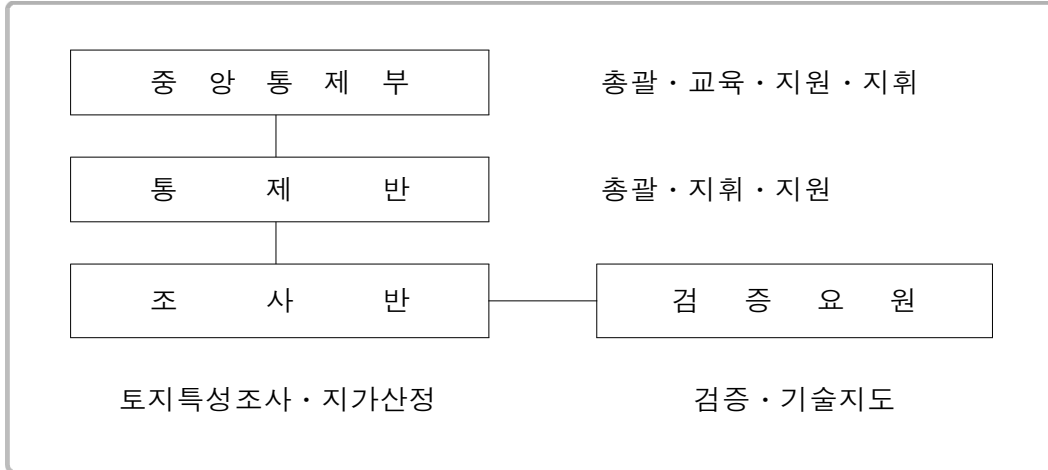 중 앙 통 제 부 총괄・교육・지원・지휘
통 제 반 총괄・지휘・지원
조 사 반 검 증 요 원
토지특성조사・지가산정 검증・기술지도